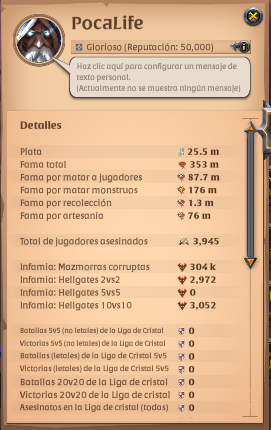 PocaLife
Glorioso (Reputación: 50,000)
Haz clic aquí para configurar un mensaje de
texto personal.
(Actualmente no se muestra ningún mensaje)
Detalles
Plata 25.5 m
Fama total 353 m
Fama por matar a jugadores 87.7 m
Fama por matar monstruos 176 m
Fama por recolección 1.3 m
Fama por artesanía 76 m
Total de jugadores asesinados 3,945
Infamia: Mazmorras corruptas 304 k
Infamia: Hellgates 2vs2 2,972
Infamia: Hellgates 5vs5 0
Infamia: Hellgates 10vs10 3,052
Batallas 5v5 (no letales) de la Liga de Cristal 0
Victorias 5v5 (no letales) de la Liga de Cristal 0
Batallas (letales) de la Liga de Cristal 5v5 0
Victorias (letales) de la Liga de Cristal 5v5 0
Batallas 20v20 de la Liga de cristal 0
Victorias 20v20 de la Liga de cristal 0
Asesinatos en la Liga de cristal (todas) 0